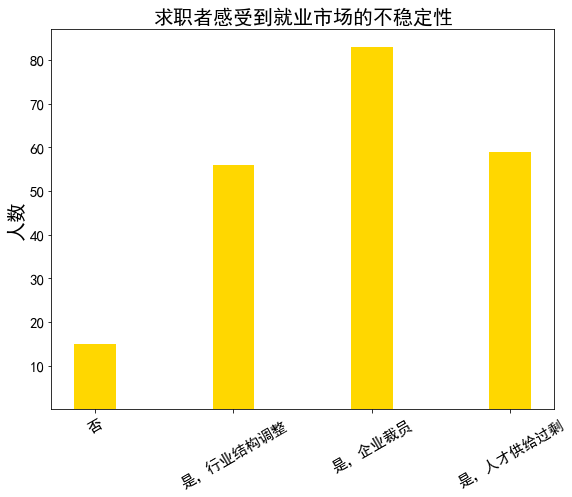 求职者感受到就业市场的不稳定性
人数
80
70
60
50
40
30
20
10
否
是，行业结构调整
是，企业裁员
是，人才供给过剩